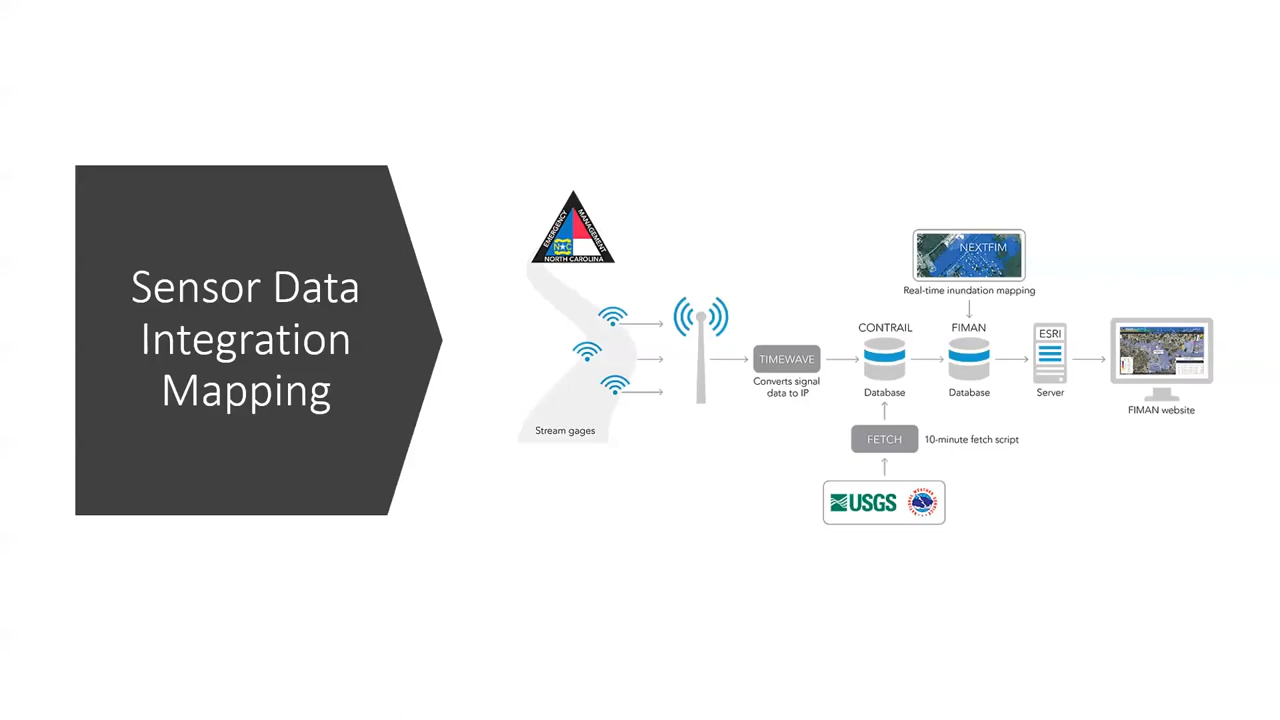 Sensor Data
Integration
Mapping
EMERGENCY
MANAGEMENT
NC
NORTH CAROLINA
Stream gages
TIMEWAVE
Converts signal
data to IP
CONTRAIL
Database
FETCH
10-minute fetch script
USGS
NEXTFIM
Real-time inundation mapping
FIMAN
Database
ESRI
Server
FIMAN website